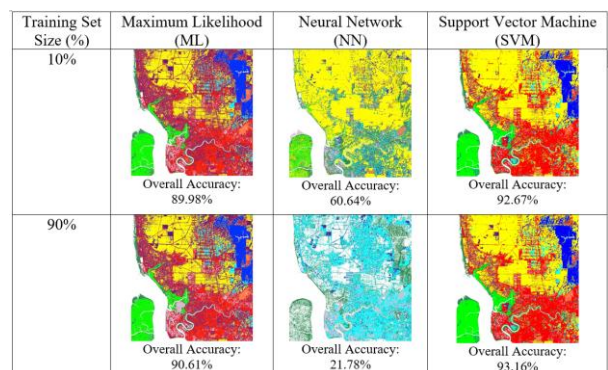 Training Set
Size (%)
Maximum Likelihood
(ML)
Neural Network
(NN)
Support Vector Machine
(SVM)
10%
Overall Accuracy:
89.98%
Overall Accuracy:
60.64%
Overall Accuracy:
92.67%
90%
Overall Accuracy:
90.61%
Overall Accuracy:
21.78%
Overall Accuracy:
93.16%